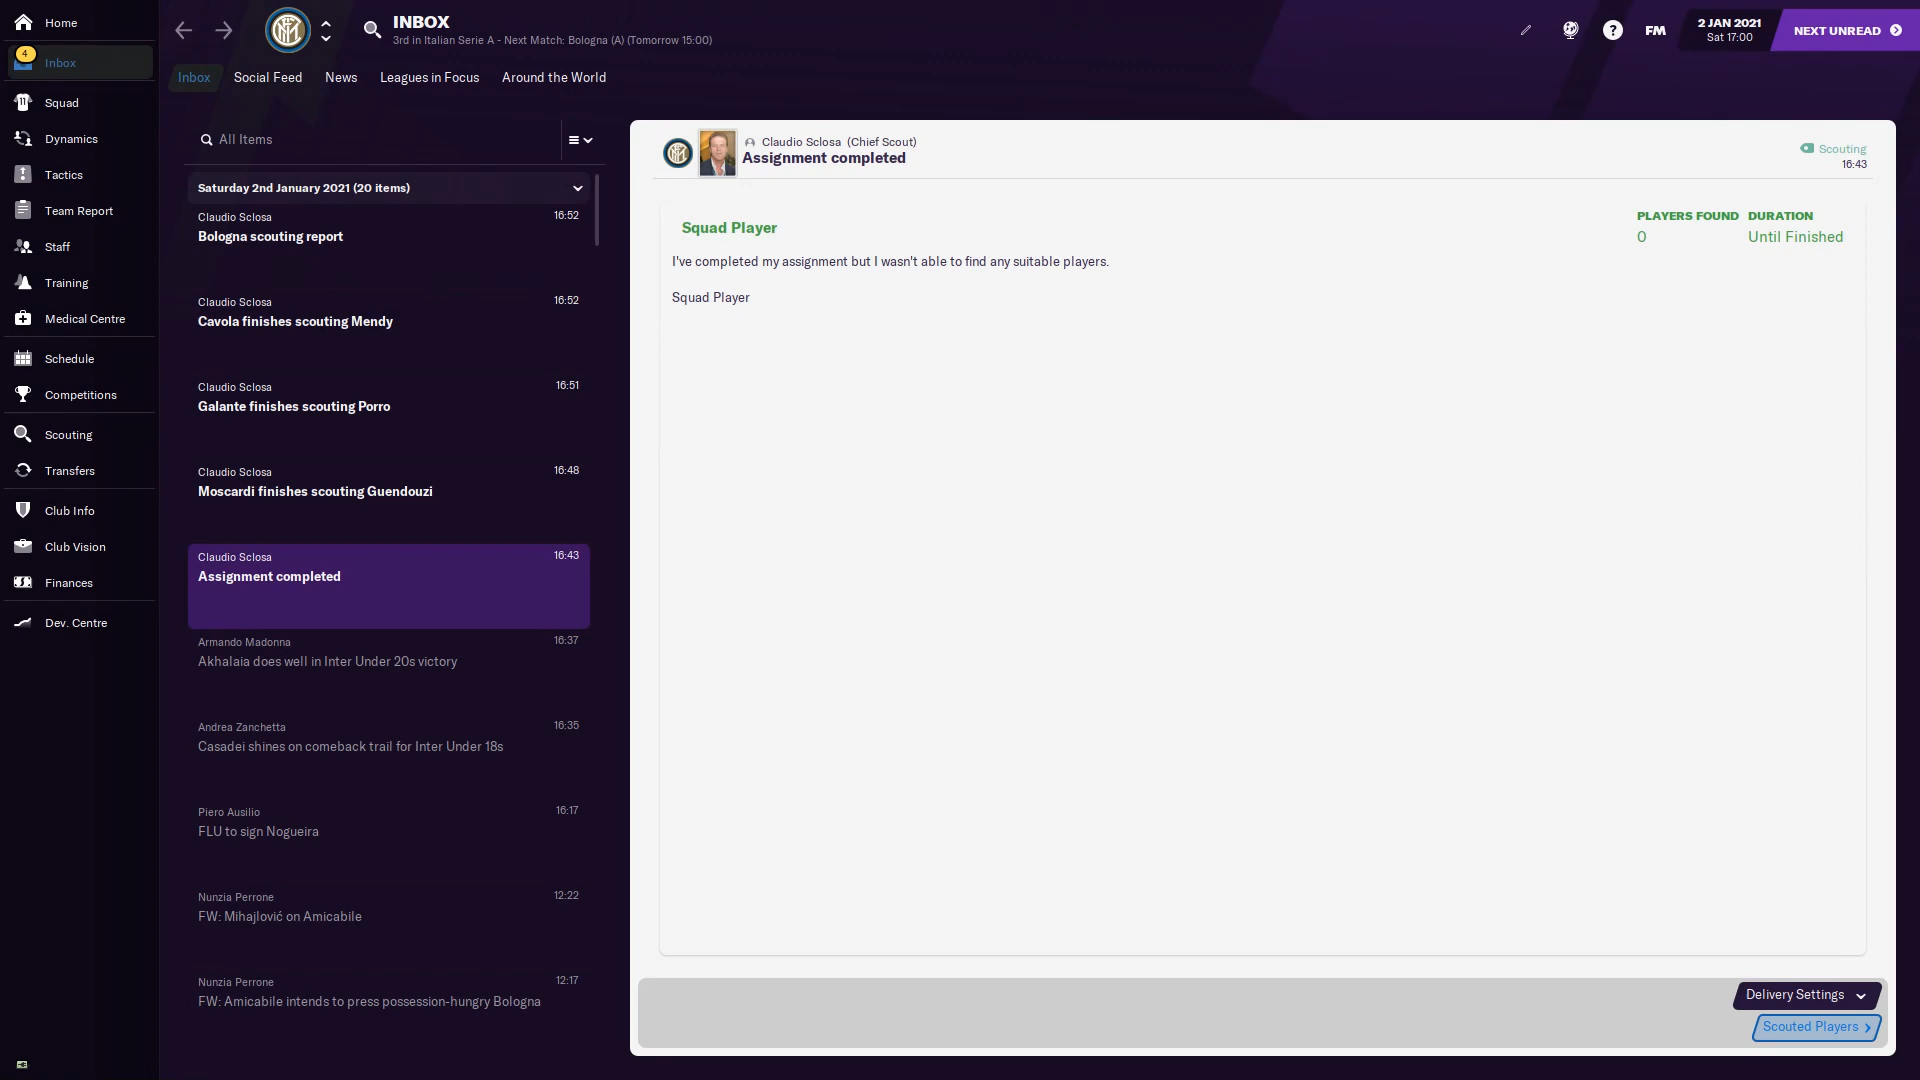 Home
4
Inbox
Squad
Dynamics
Tactics
Team Report
Staff
Training
Medical Centre
Schedule
Competitions
Scouting
Transfers
Club Info
Club Vision
Finances
Dev. Centre
INBOX
3rd in Italian Serie A - Next Match: Bologna (A) (Tomorrow 15:00)
FM
2 JAN 2021
Sat 17:00
NEXT UNREAD
Inbox Social Feed News Leagues in Focus Around the World
All Items
Saturday 2nd January 2021 (20 items)
Claudio Sclosa 16:52
Bologna scouting report
Claudio Sclosa 16:52
Cavola finishes scouting Mendy
Claudio Sclosa 16:51
Galante finishes scouting Porro
Claudio Sclosa 16:48
Moscardi finishes scouting Guendouzi
Claudio Sclosa 16:43
Assignment completed
Armando Madonna 16:37
Akhalaia does well in Inter Under 20s victory
Andrea Zanchetta 16:35
Casadei shines on comeback trail for Inter Under 18s
Piero Ausilio 16:17
FLU to sign Nogueira
Nunzia Perrone 12:22
FW: Mihajlović on Amicabile
Nunzia Perrone 12:17
FW: Amicabile intends to press possession-hungry Bologna
Claudio Sclosa (Chief Scout)
Assignment completed
Scouting
16:43
Squad Player
PLAYERS FOUND DURATION
0 Until Finished
I've completed my assignment but I wasn't able to find any suitable players.
Squad Player
Delivery Settings
Scouted Players